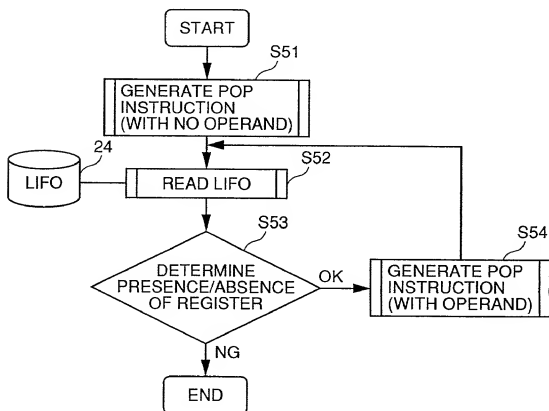 START
S51
GENERATE POP
INSTRUCTION
(WITH NO OPERAND)
24
LIFO
READ LIFO
S52
S53
DETERMINE
PRESENCE/ABSENCE
OF REGISTER
OK
S54
GENERATE POP
INSTRUCTION
(WITH OPERAND)
NG
END